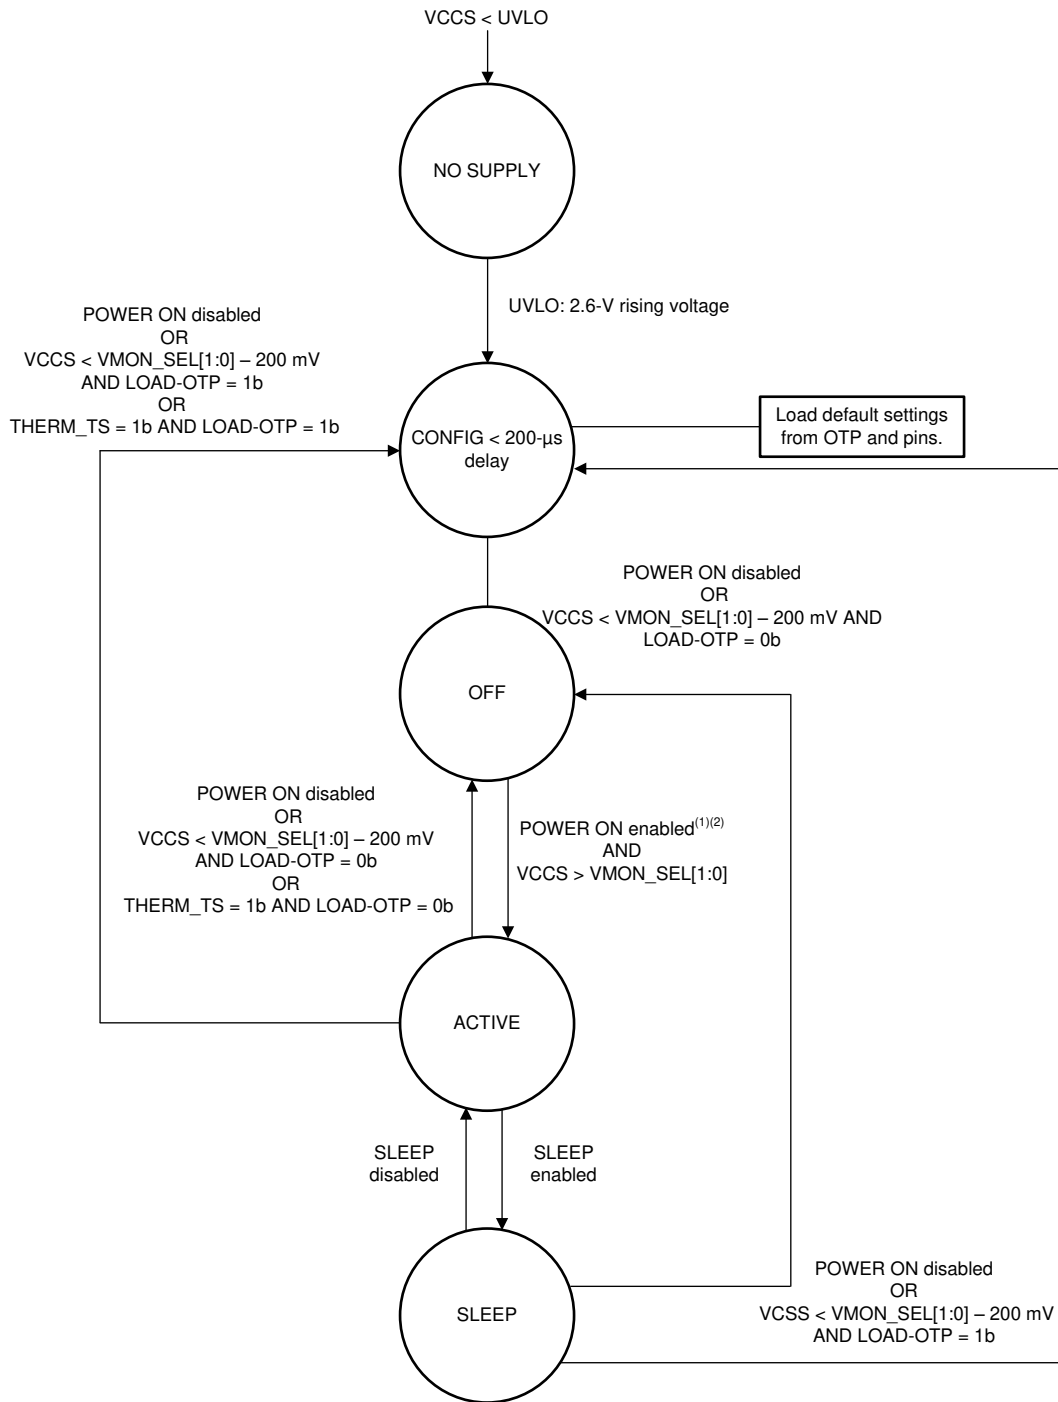 VCCS < UVLO
NO SUPPLY
UVLO: 2.6-V rising voltage
POWER ON disabled
OR
VCCS < VMON_SEL[1:0] – 200 mV
AND LOAD-OTP = 1b
OR
THERM_TS = 1b AND LOAD-OTP = 1b
CONFIG < 200-µs
delay
Load default settings
from OTP and pins.
POWER ON disabled
OR
VCCS < VMON_SEL[1:0] – 200 mV AND
LOAD-OTP = 0b
OFF
POWER ON disabled
OR
VCCS < VMON_SEL[1:0] – 200 mV
AND LOAD-OTP = 0b
OR
THERM_TS = 1b AND LOAD-OTP = 0b
POWER ON enabled(1)(2)
AND
VCCS > VMON_SEL[1:0]
ACTIVE
SLEEP
disabled
SLEEP
enabled
SLEEP
POWER ON disabled
OR
VCSS < VMON_SEL[1:0] – 200 mV
AND LOAD-OTP = 1b